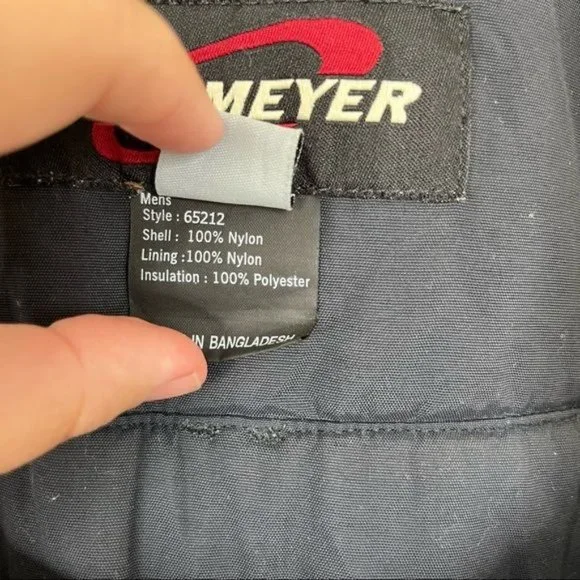 MEYER
Mens
Style : 65212
Shell : 100% Nylon
Lining :100% Nylon
Insulation : 100% Polyester
IN BANGLADESH